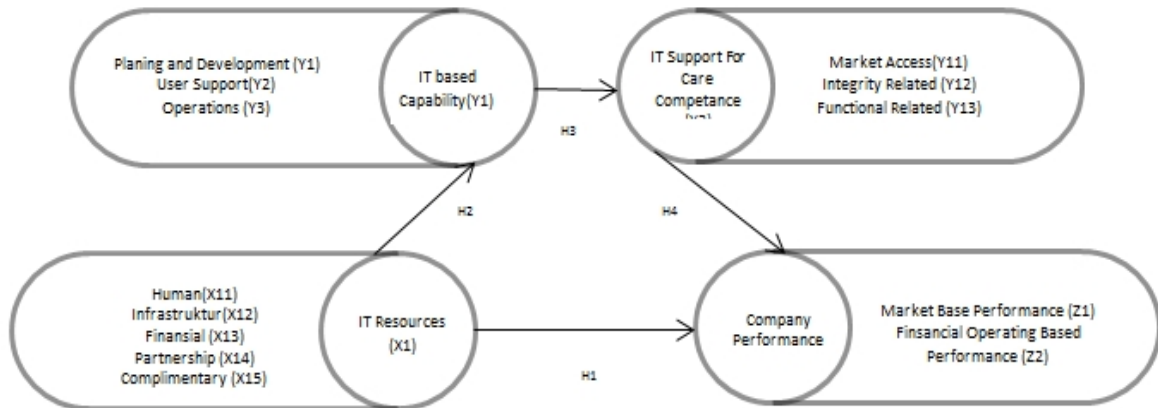 Planing and Development (Y1)
User Support(Y2)
Operations (Y3)
IT based
Capability(Y1)
H3
IT Support For
Care
Competance
Market Access(Y11)
Integrity Related (Y12)
Functional Related (Y13)
H2
H4
Human(X11)
Infrastruktur(X12)
Finansial (X13)
Partnership (X14)
Complimentary (X15)
IT Resources
(X1)
H1
Company
Performance
Market Base Performance (Z1)
Finsancial Operating Based
Performance (Z2)